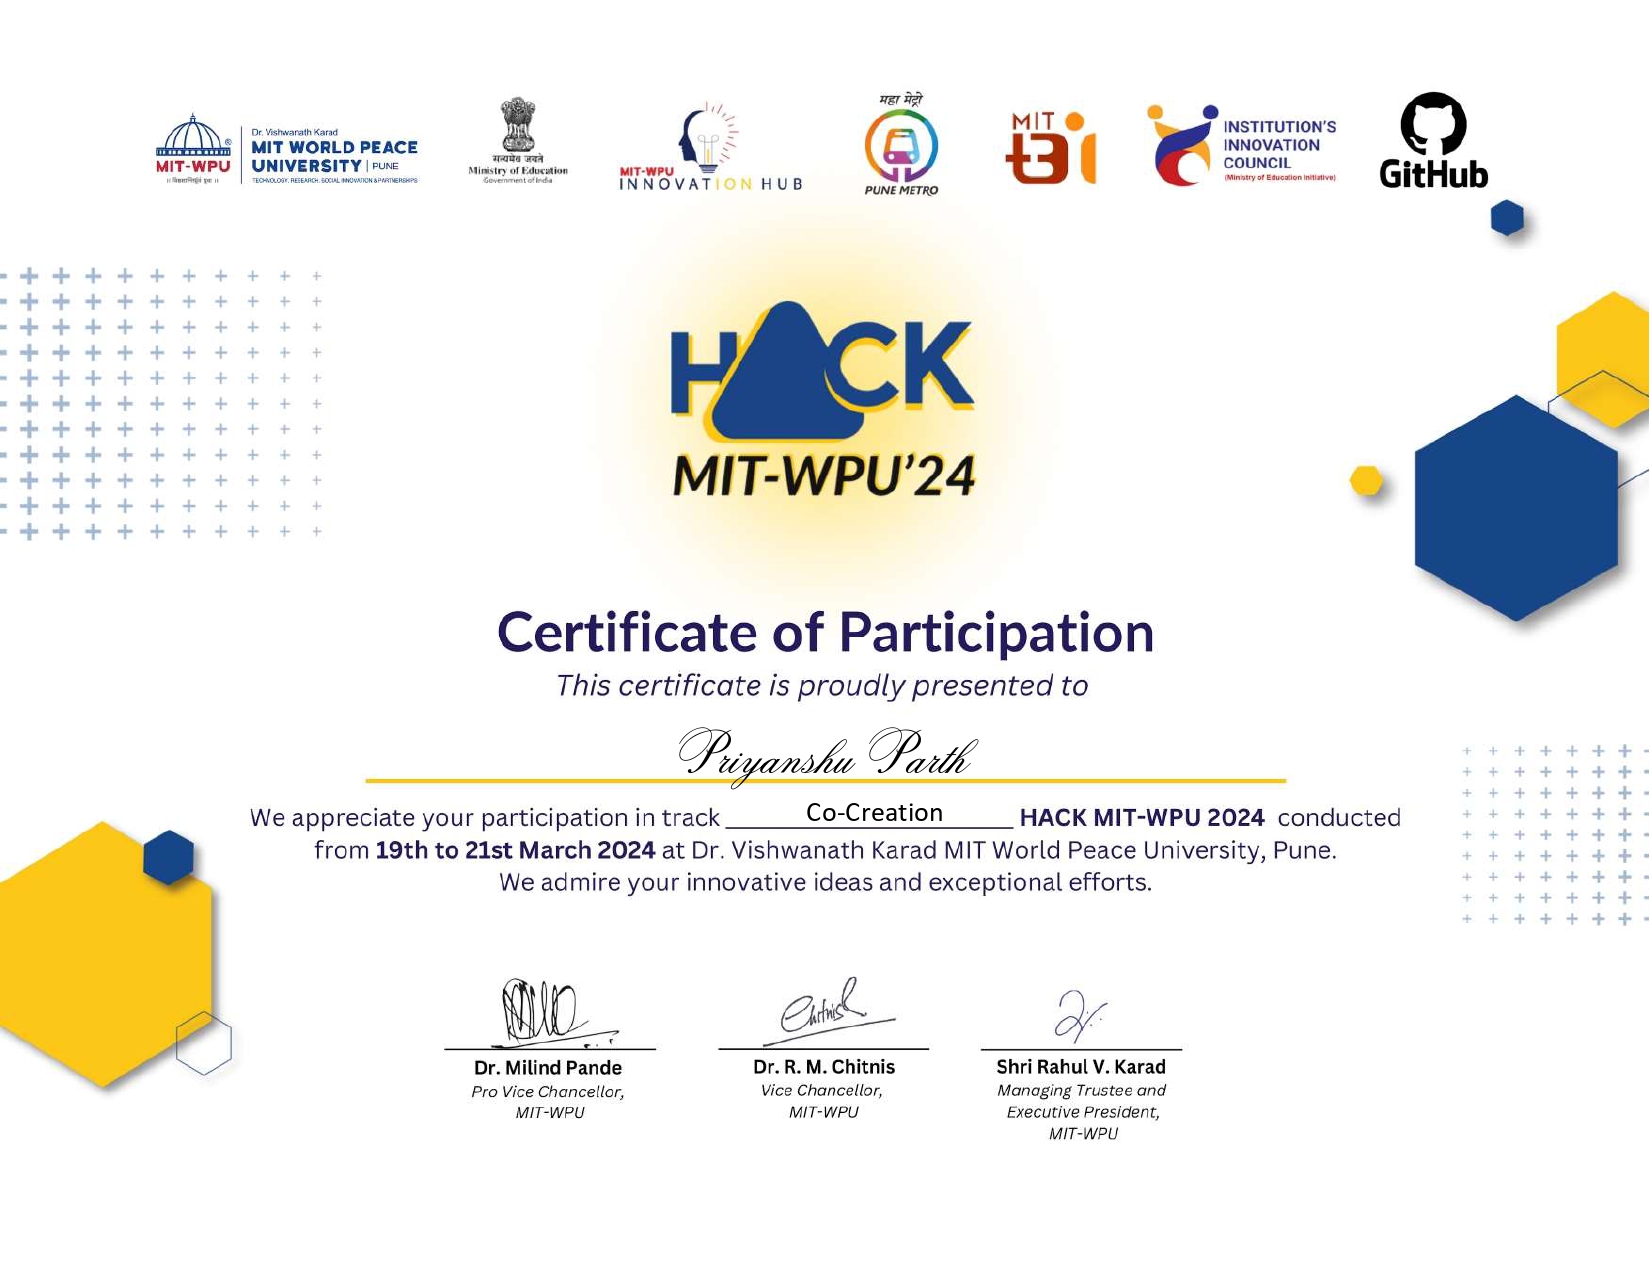 MIT-WPU
|| विश्वशान्तिर्ध्रुवं ध्रुवा ||
Dr. Vishwanath Karad
MIT WORLD PEACE
UNIVERSITY | PUNE
TECHNOLOGY, RESEARCH, SOCIAL INNOVATION & PARTNERSHIPS
सत्यमेव जयते
Ministry of Education
Government of India
MIT-WPU
INNOVATION HUB
महा मेट्रो
PUNE METRO
MIT
tbi
INSTITUTION'S
INNOVATION
COUNCIL
(Ministry of Education Initiative)
GitHub
HACK
MIT-WPU'24
Certificate of Participation
This certificate is proudly presented to
Priyanshu Parth
We appreciate your participation in track Co-Creation HACK MIT-WPU 2024 conducted
from 19th to 21st March 2024 at Dr. Vishwanath Karad MIT World Peace University, Pune.
We admire your innovative ideas and exceptional efforts.
Chitnis
Dr. Milind Pande
Pro Vice Chancellor,
MIT-WPU
Dr. R. M. Chitnis
Vice Chancellor,
MIT-WPU
Shri Rahul V. Karad
Managing Trustee and
Executive President,
MIT-WPU